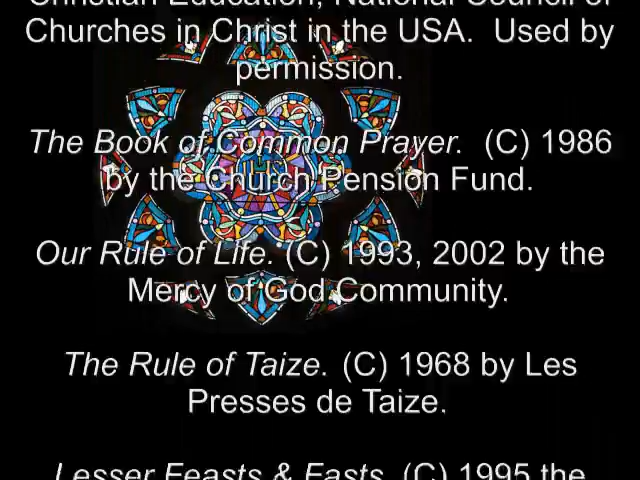 Christian Education, National Council of
Churches in Christ in the USA. Used by
permission.
The Book of Common Prayer. (C) 1986
by the Church Pension Fund.
Our Rule of Life. (C) 1993, 2002 by the
Mercy of God Community.
The Rule of Taize. (C) 1968 by Les
Presses de Taize.
Lesser Feasts & Fasts. (C) 1995 the